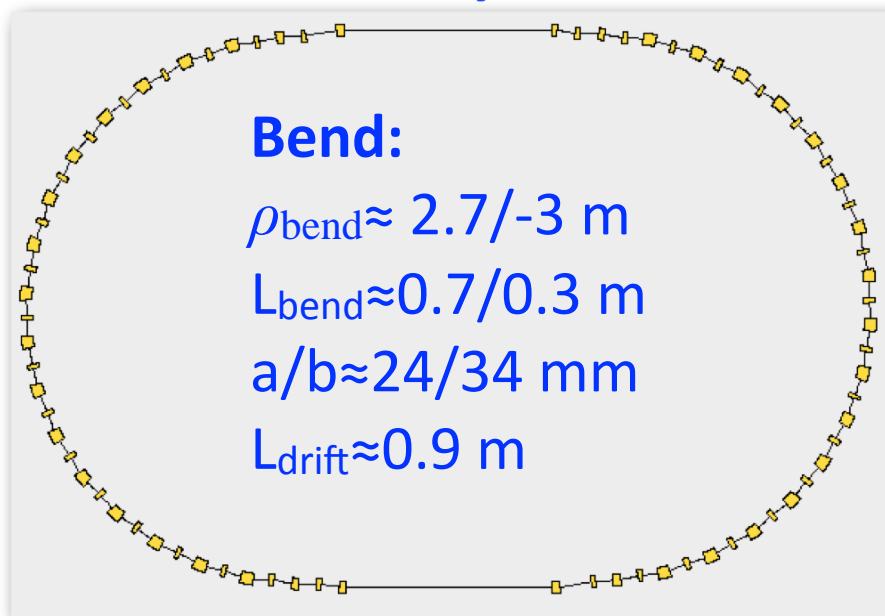 Bend:
ρbend≈ 2.7/-3 m
Lbend≈0.7/0.3 m
a/b≈24/34 mm
Ldrift≈0.9 m